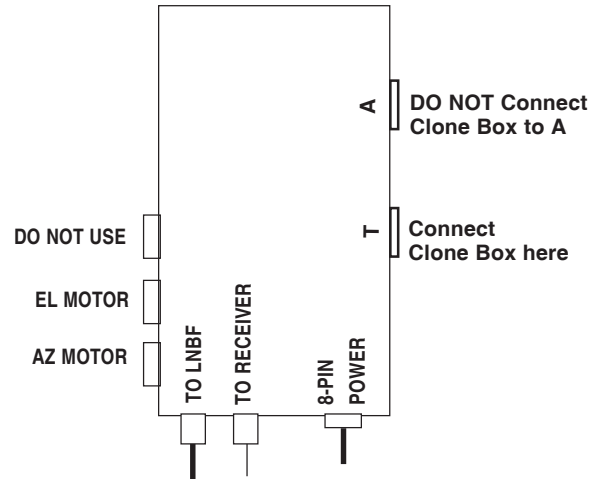 A
DO NOT Connect
Clone Box to A
T
Connect
Clone Box here
DO NOT USE
EL MOTOR
AZ MOTOR
TO LNBF
TO RECEIVER
8-PIN
POWER